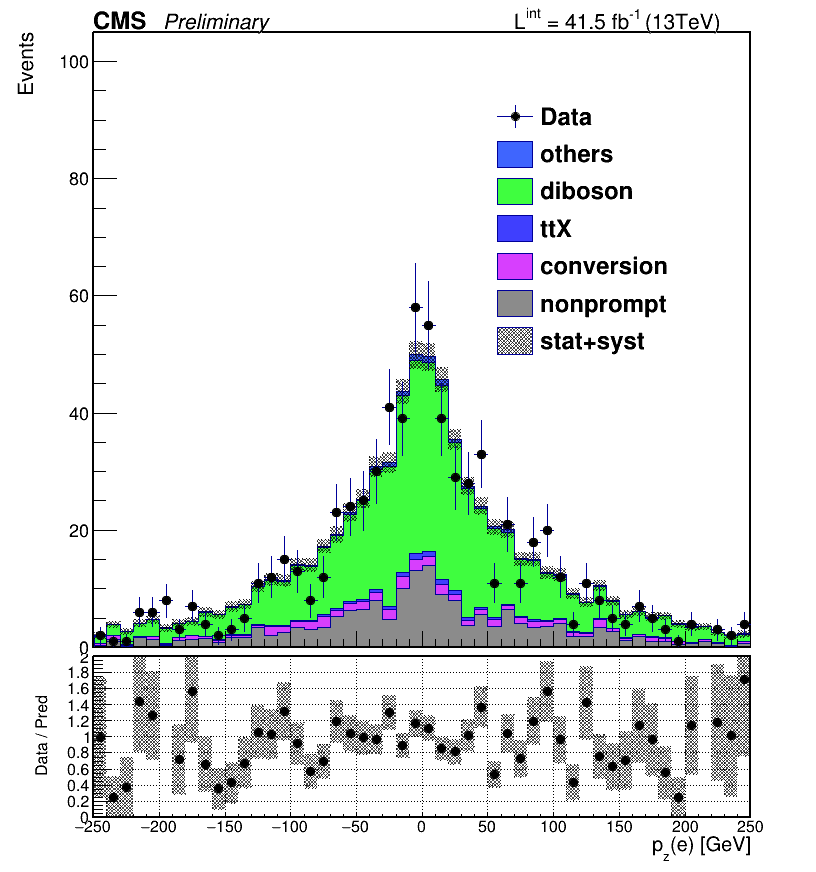 CMS Preliminary L^int = 41.5 fb^-1 (13TeV)
Events
100
80
60
40
20
0
Data
others
diboson
ttX
conversion
nonprompt
stat+syst
Data / Pred
2
1.8
1.6
1.4
1.2
1
0.8
0.6
0.4
0.2
0
−250 −200 −150 −100 −50 0 50 100 150 200 250
p_z(e) [GeV]